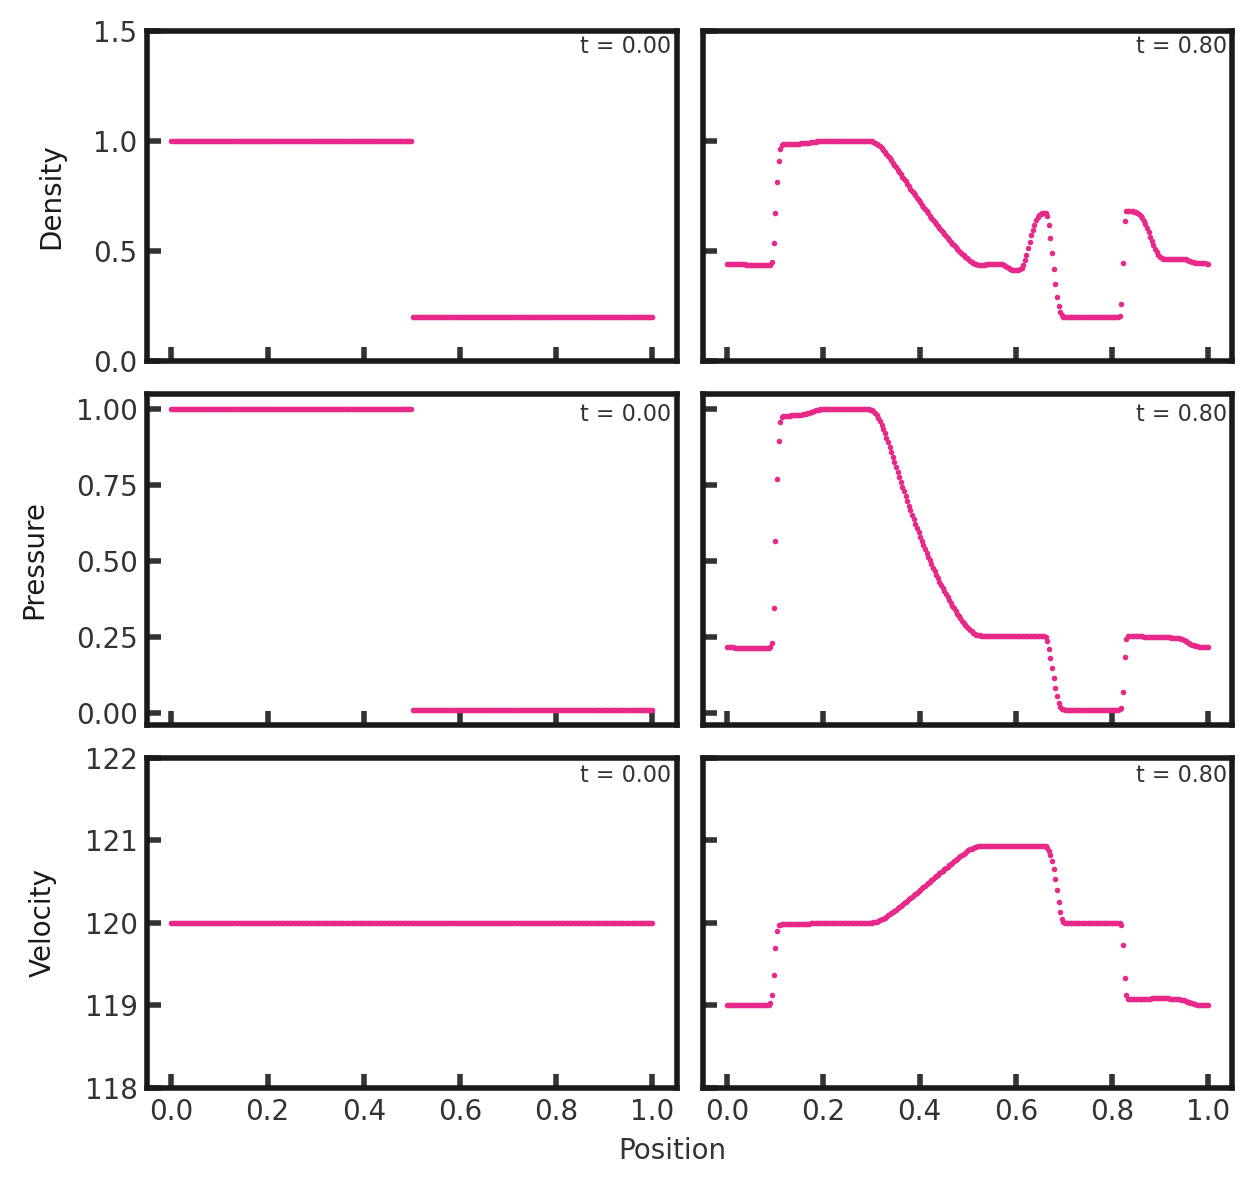 1.5
1.0
0.5
0.0
Density
t = 0.00
t = 0.80
1.00
0.75
0.50
0.25
0.00
Pressure
t = 0.00
t = 0.80
122
121
120
119
118
Velocity
t = 0.00
t = 0.80
0.0 0.2 0.4 0.6 0.8 1.0
0.0 0.2 0.4 0.6 0.8 1.0
Position